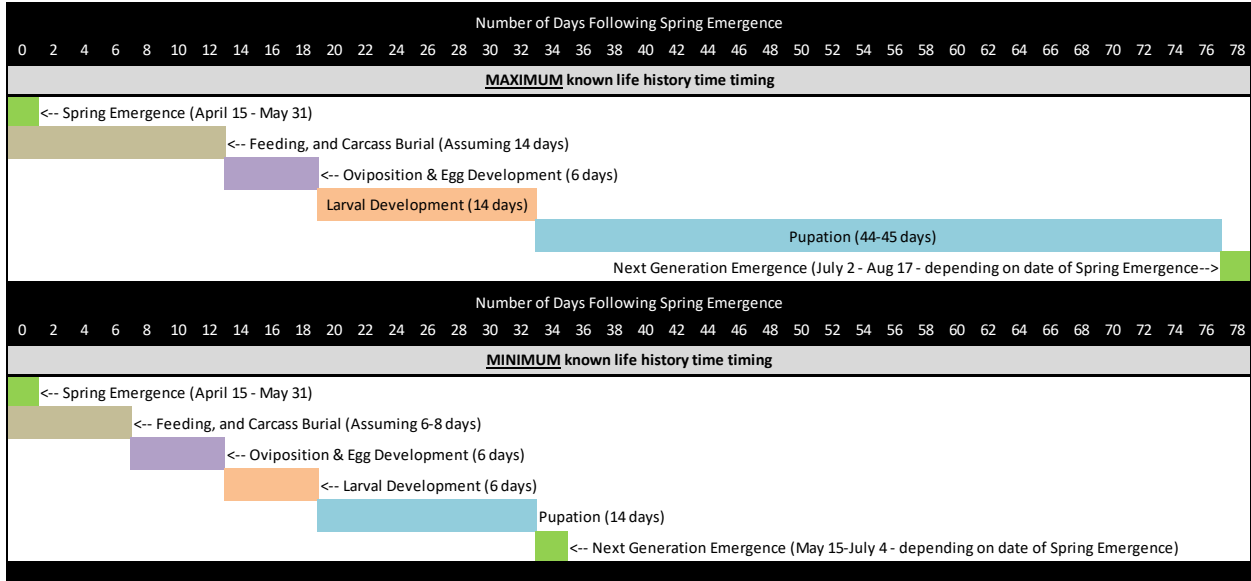 Number of Days Following Spring Emergence
0 2 4 6 8 10 12 14 16 18 20 22 24 26 28 30 32 34 36 38 40 42 44 46 48 50 52 54 56 58 60 62 64 66 68 70 72 74 76 78
MAXIMUM known life history time timing
<-- Spring Emergence (April 15 - May 31)
<-- Feeding, and Carcass Burial (Assuming 14 days)
<-- Oviposition & Egg Development (6 days)
Larval Development (14 days)
Pupation (44-45 days)
Next Generation Emergence (July 2 - Aug 17 - depending on date of Spring Emergence-->
Number of Days Following Spring Emergence
0 2 4 6 8 10 12 14 16 18 20 22 24 26 28 30 32 34 36 38 40 42 44 46 48 50 52 54 56 58 60 62 64 66 68 70 72 74 76 78
MINIMUM known life history time timing
<-- Spring Emergence (April 15 - May 31)
<-- Feeding, and Carcass Burial (Assuming 6-8 days)
<-- Oviposition & Egg Development (6 days)
<-- Larval Development (6 days)
Pupation (14 days)
<-- Next Generation Emergence (May 15-July 4 - depending on date of Spring Emergence)